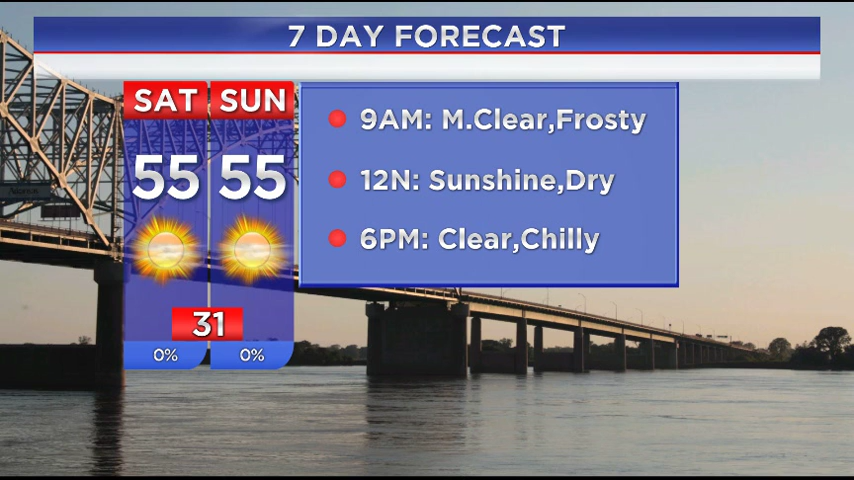 7 DAY FORECAST
SAT SUN
55 55
31
0% 0%
9AM: M.Clear,Frosty
12N: Sunshine,Dry
6PM: Clear,Chilly